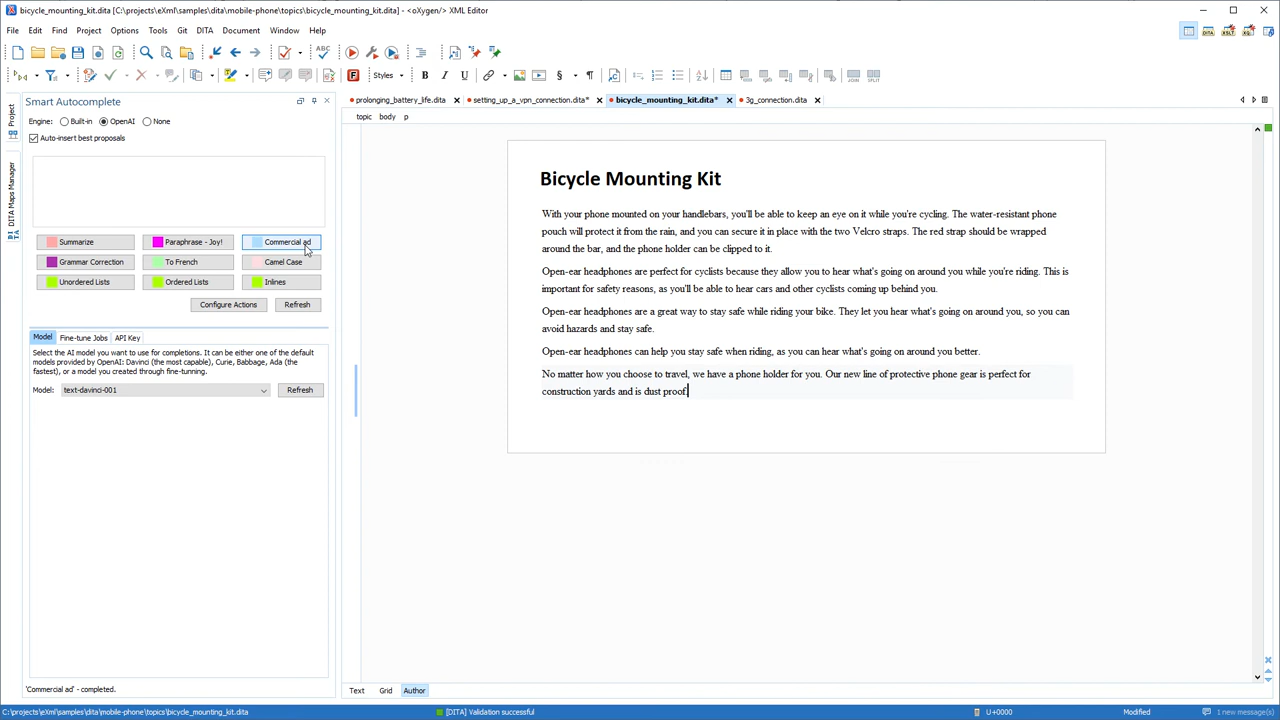 bicycle_mounting_kit.dita [C:\projects\eXml\samples\dita\mobile-phone\topics\bicycle_mounting_kit.dita] - <oXygen/> XML Editor
File Edit Find Project Options Tools Git DITA Document Window Help
Styles B I U § ¶
Smart Autocomplete
Engine: Built-in OpenAI None
Auto-insert best proposals
Summarize Paraphrase - Joy! Commercial ad
Grammar Correction To French Camel Case
Unordered Lists Ordered Lists Inlines
Configure Actions Refresh
Model Fine-tune Jobs API Key
Select the AI model you want to use for completions. It can be either one of the default
models provided by OpenAI: Davinci (the most capable), Curie, Babbage, Ada (the
fastest), or a model you created through fine-tuning.
Model: text-davinci-001 Refresh
'Commercial ad' - completed.
Project
DITA Maps Manager
prolonging_battery_life.dita setting_up_a_vpn_connection.dita* bicycle_mounting_kit.dita* 3g_connection.dita
topic body p
Bicycle Mounting Kit
With your phone mounted on your handlebars, you'll be able to keep an eye on it while you're cycling. The water-resistant phone
pouch will protect it from the rain, and you can secure it in place with the two Velcro straps. The red strap should be wrapped
around the bar, and the phone holder can be clipped to it.
Open-ear headphones are perfect for cyclists because they allow you to hear what's going on around you while you're riding. This is
important for safety reasons, as you'll be able to hear cars and other cyclists coming up behind you.
Open-ear headphones are a great way to stay safe while riding your bike. They let you hear what's going on around you, so you can
avoid hazards and stay safe.
Open-ear headphones can help you stay safe when riding, as you can hear what's going on around you better.
No matter how you choose to travel, we have a phone holder for you. Our new line of protective phone gear is perfect for
construction yards and is dust proof.
Text Grid Author
C:\projects\eXml\samples\dita\mobile-phone\topics\bicycle_mounting_kit.dita [DITA] Validation successful U+0000 Modified 1 new message(s)